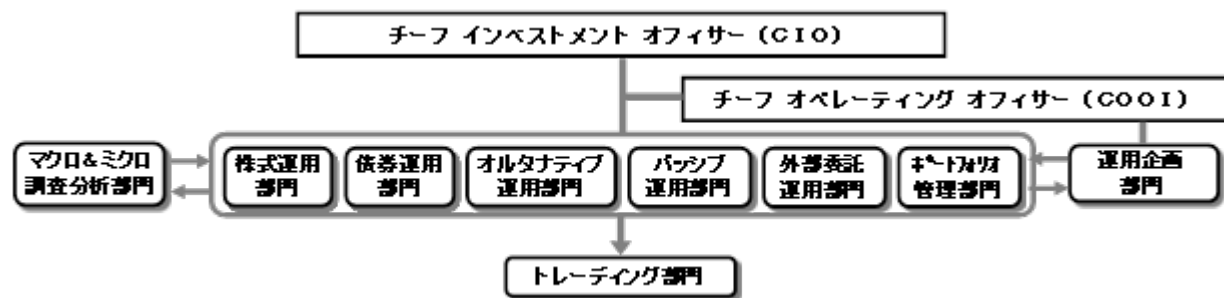 チーフ インベストメント オフィサー (CIO)
チーフ オペレーティング オフィサー (COOI)
マクロ&ミクロ
調査分析部門
株式運用
部門
債券運用
部門
オルタナティブ
運用部門
パッシブ
運用部門
外部委託
運用部門
ポートフォリオ
管理部門
運用企画
部門
トレーディング部門